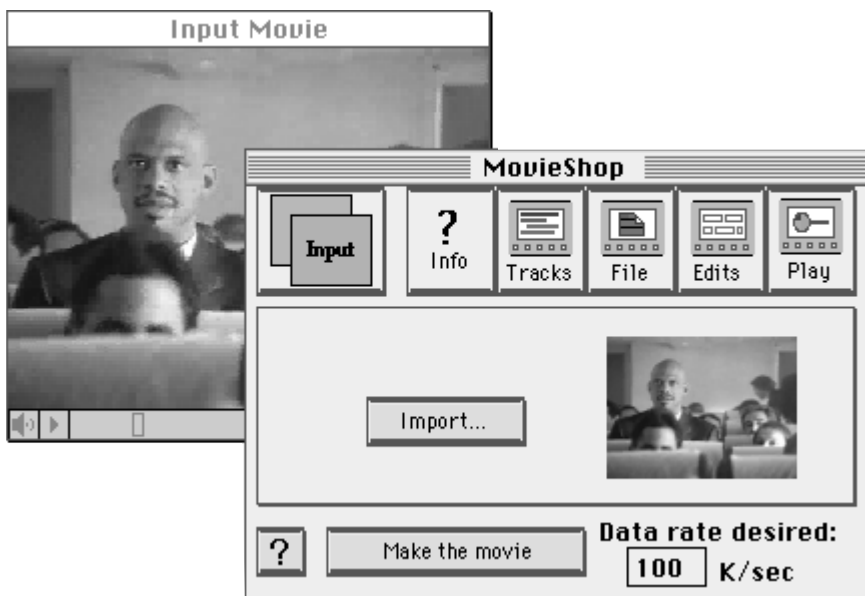 Input Movie
MovieShop
Input
?
Info
Tracks
File
Edits
Play
Import...
?
Make the movie
Data rate desired:
100 K/sec